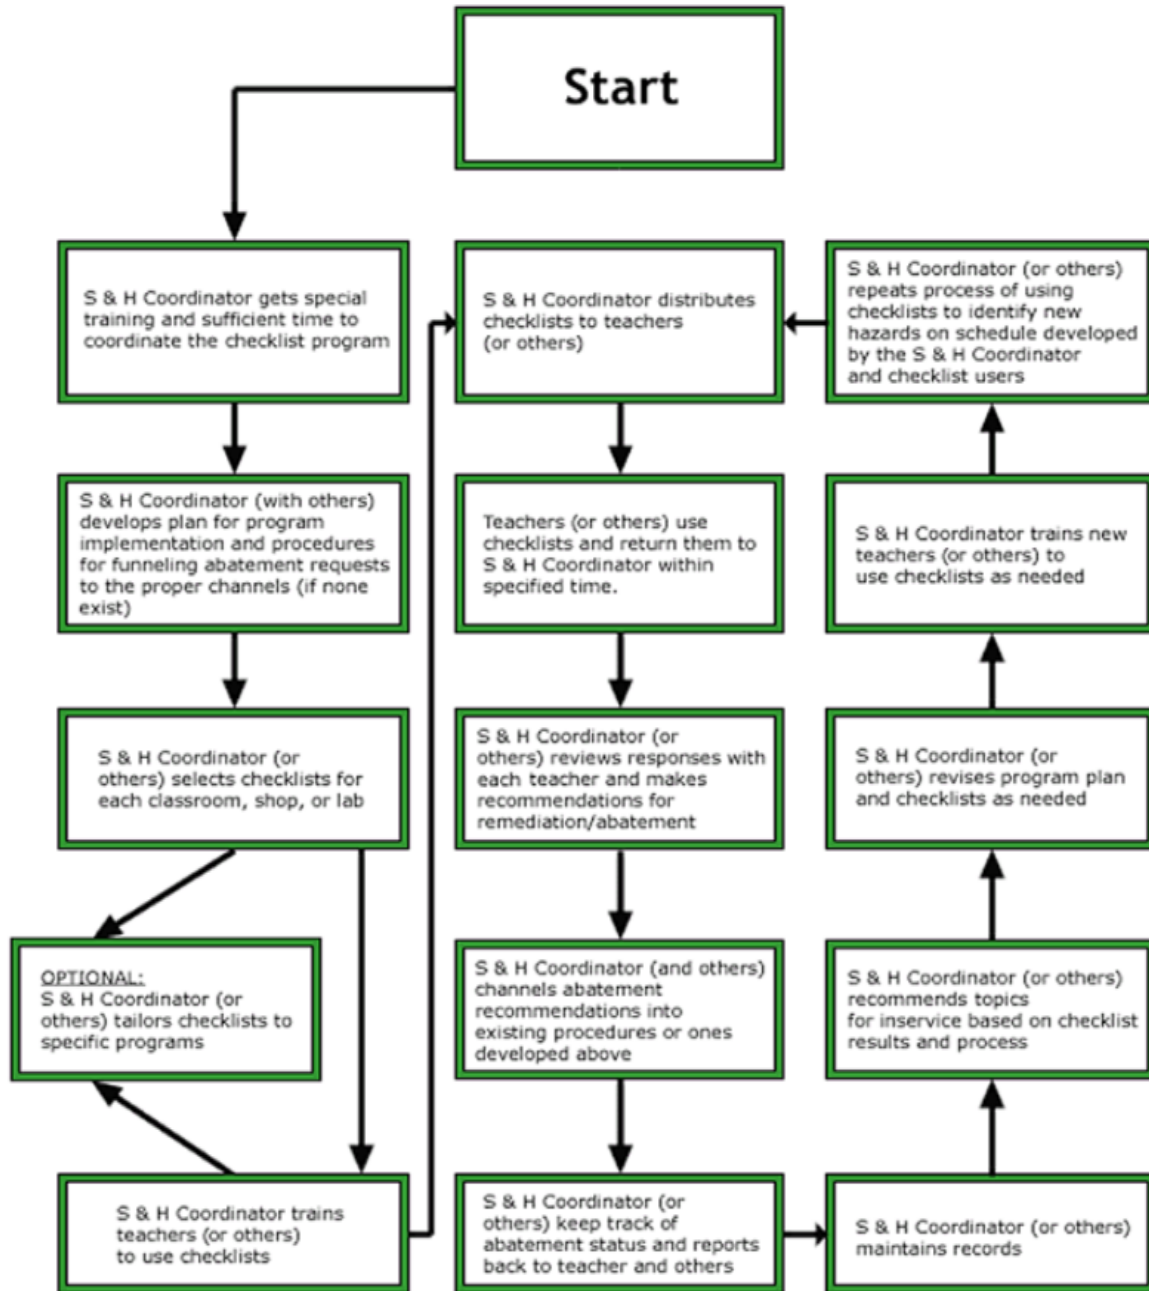 Start
S & H Coordinator gets special
training and sufficient time to
coordinate the checklist program
S & H Coordinator (with others)
develops plan for program
implementation and procedures
for funneling abatement requests
to the proper channels (if none
exist)
S & H Coordinator (or
others) selects checklists for
each classroom, shop, or lab
OPTIONAL:
S & H Coordinator (or
others) tailors checklists to
specific programs
S & H Coordinator trains
teachers (or others)
to use checklists
S & H Coordinator distributes
checklists to teachers
(or others)
Teachers (or others) use
checklists and return them to
S & H Coordinator within
specified time.
S & H Coordinator (or
others) reviews responses with
each teacher and makes
recommendations for
remediation/abatement
S & H Coordinator (and others)
channels abatement
recommendations into
existing procedures or ones
developed above
S & H Coordinator (or
others) keep track of
abatement status and reports
back to teacher and others
S & H Coordinator (or others)
maintains records
S & H Coordinator (or others)
recommends topics
for inservice based on checklist
results and process
S & H Coordinator (or
others) revises program plan
and checklists as needed
S & H Coordinator trains new
teachers (or others) to
use checklists as needed
S & H Coordinator (or others)
repeats process of using
checklists to identify new
hazards on schedule developed
by the S & H Coordinator
and checklist users